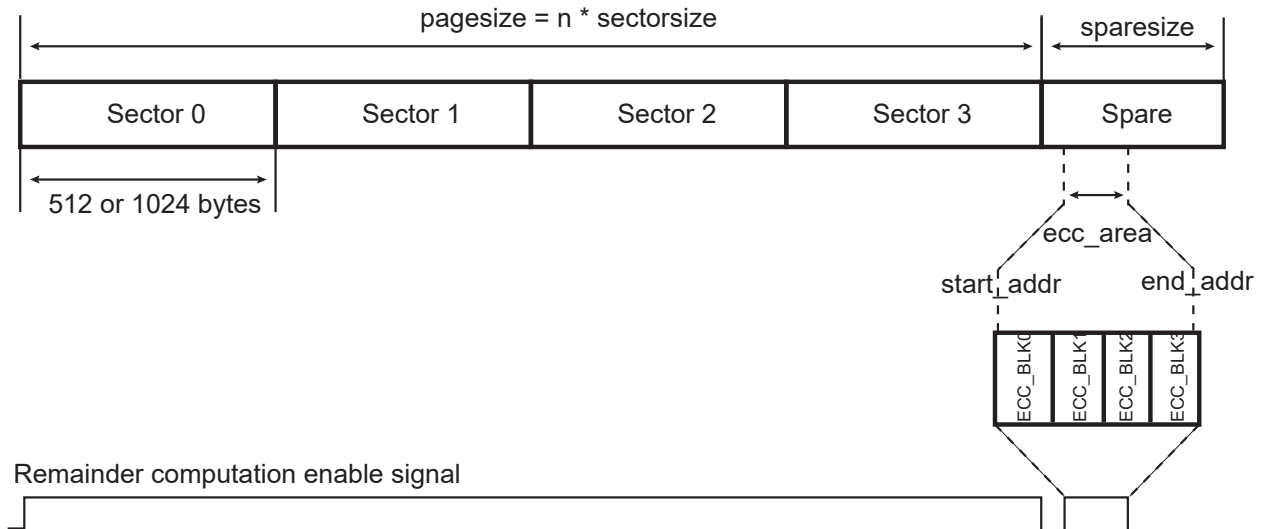 pagesize = n * sectorsize
sparesize
Sector 0
Sector 1
Sector 2
Sector 3
Spare
512 or 1024 bytes
ecc_area
start_addr
end_addr
ECC_BLK0
ECC_BLK1
ECC_BLK2
ECC_BLK3
Remainder computation enable signal